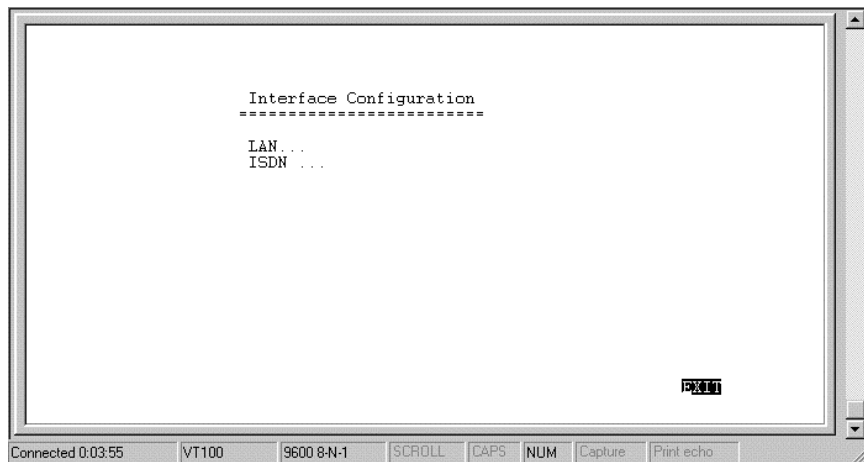 Interface Configuration
=========================
LAN...
ISDN ...
EXIT
Connected 0:03:55 VT100 9600 8-N-1 SCROLL CAPS NUM Capture Print echo